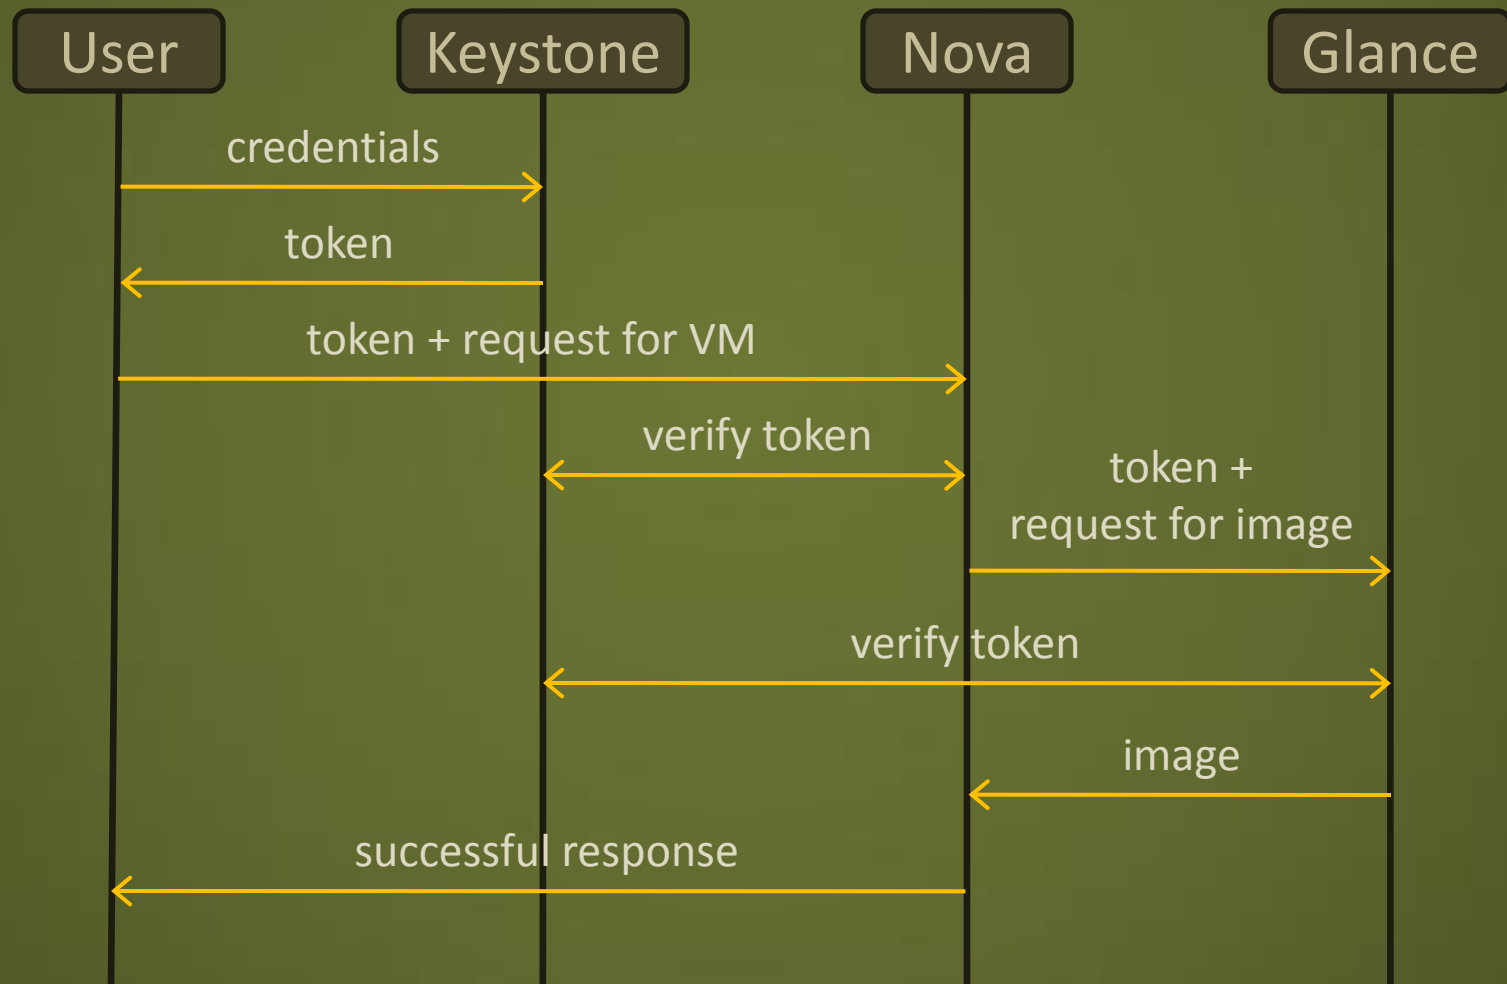 User
Keystone
Nova
Glance
credentials
token
token + request for VM
verify token
token +
request for image
verify token
image
successful response